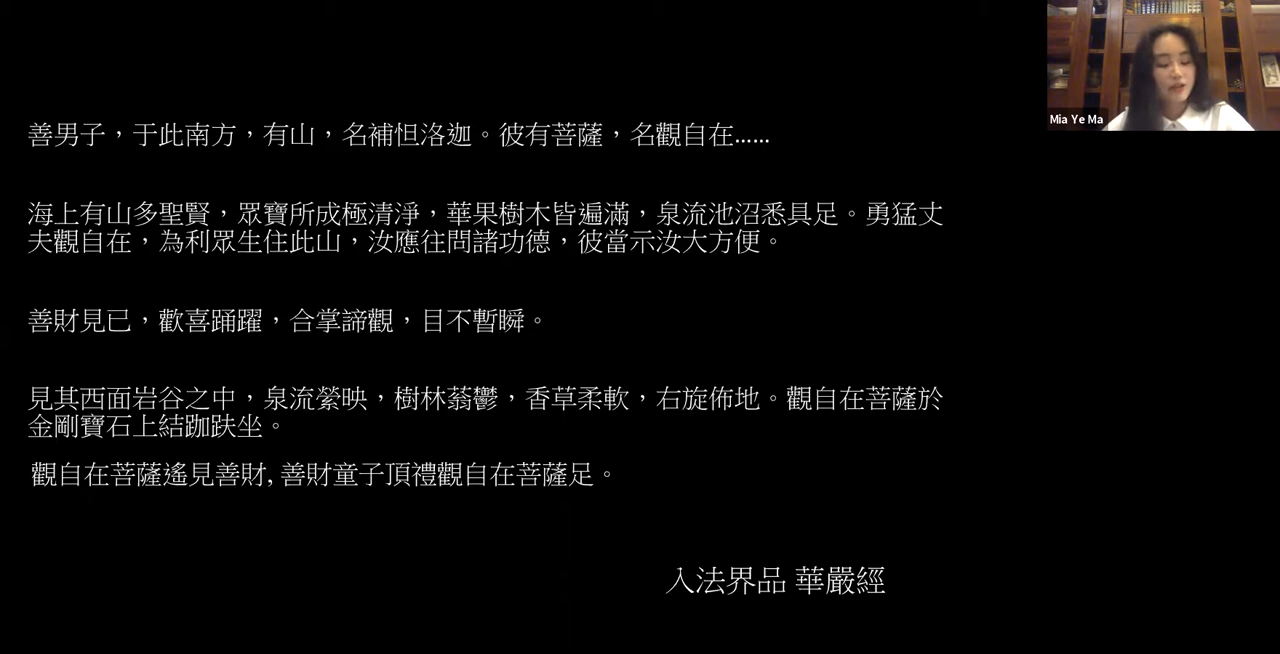 善男子，于此南方，有山，名補怛洛迦。彼有菩薩，名觀自在……
海上有山多聖賢，眾寶所成極清淨，華果樹木皆遍滿，泉流池沼悉具足。勇猛丈
夫觀自在，為利眾生住此山，汝應往問諸功德，彼當示汝大方便。
善財見已，歡喜踊躍，合掌諦觀，目不暫瞬。
見其西面岩谷之中，泉流縈映，樹林蓊鬱，香草柔軟，右旋佈地。觀自在菩薩於
金剛寶石上結跏趺坐。
觀自在菩薩遙見善財, 善財童子頂禮觀自在菩薩足。
入法界品 華嚴經
Mia Ye Ma